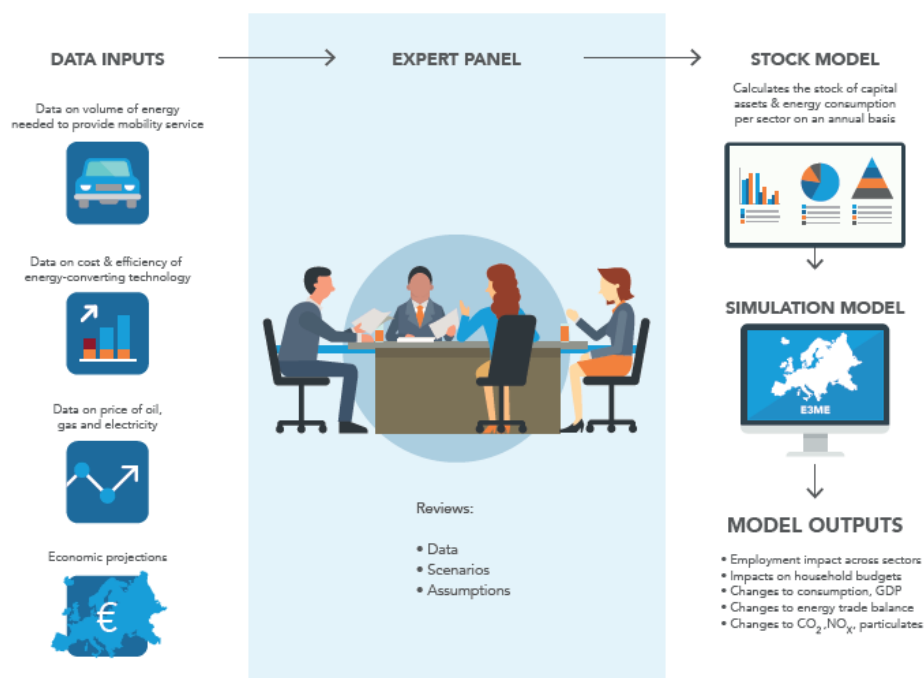 DATA INPUTS
Data on volume of energy
needed to provide mobility service
Data on cost & efficiency of
energy-converting technology
Data on price of oil,
gas and electricity
Economic projections
€
EXPERT PANEL
Reviews:
• Data
• Scenarios
• Assumptions
STOCK MODEL
Calculates the stock of capital
assets & energy consumption
per sector on an annual basis
SIMULATION MODEL
E3ME
MODEL OUTPUTS
• Employment impact across sectors
• Impacts on household budgets
• Changes to consumption, GDP
• Changes to energy trade balance
• Changes to CO₂ ,NOₓ, particulates